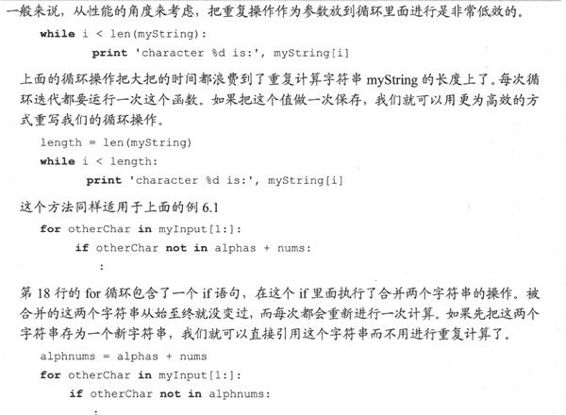 一般来说，从性能的角度来考虑，把重复操作作为参数放到循环里面进行是非常低效的。
while i < len(myString):
print 'character %d is:', myString[i]
上面的循环操作把大把的时间都浪费到了重复计算字符串 myString 的长度上了。每次循
环迭代都要运行一次这个函数。如果把这个值做一次保存，我们就可以用更为高效的方
式重写我们的循环操作。
length = len(myString)
while i < length:
print 'character %d is:', myString[i]
这个方法同样适用于上面的例 6.1
for otherChar in myInput[1:]:
if otherChar not in alphas + nums:
:
第 18 行的 for 循环包含了一个 if 语句，在这个 if 里面执行了合并两个字符串的操作。被
合并的这两个字符串从始至终就没变过，而每次都会重新进行一次计算。如果先把这两个
字符串存为一个新字符串，我们就可以直接引用这个字符串而不用进行重复计算了。
alphnums = alphas + nums
for otherChar in myInput[1:]:
if otherChar not in alphnums:
: